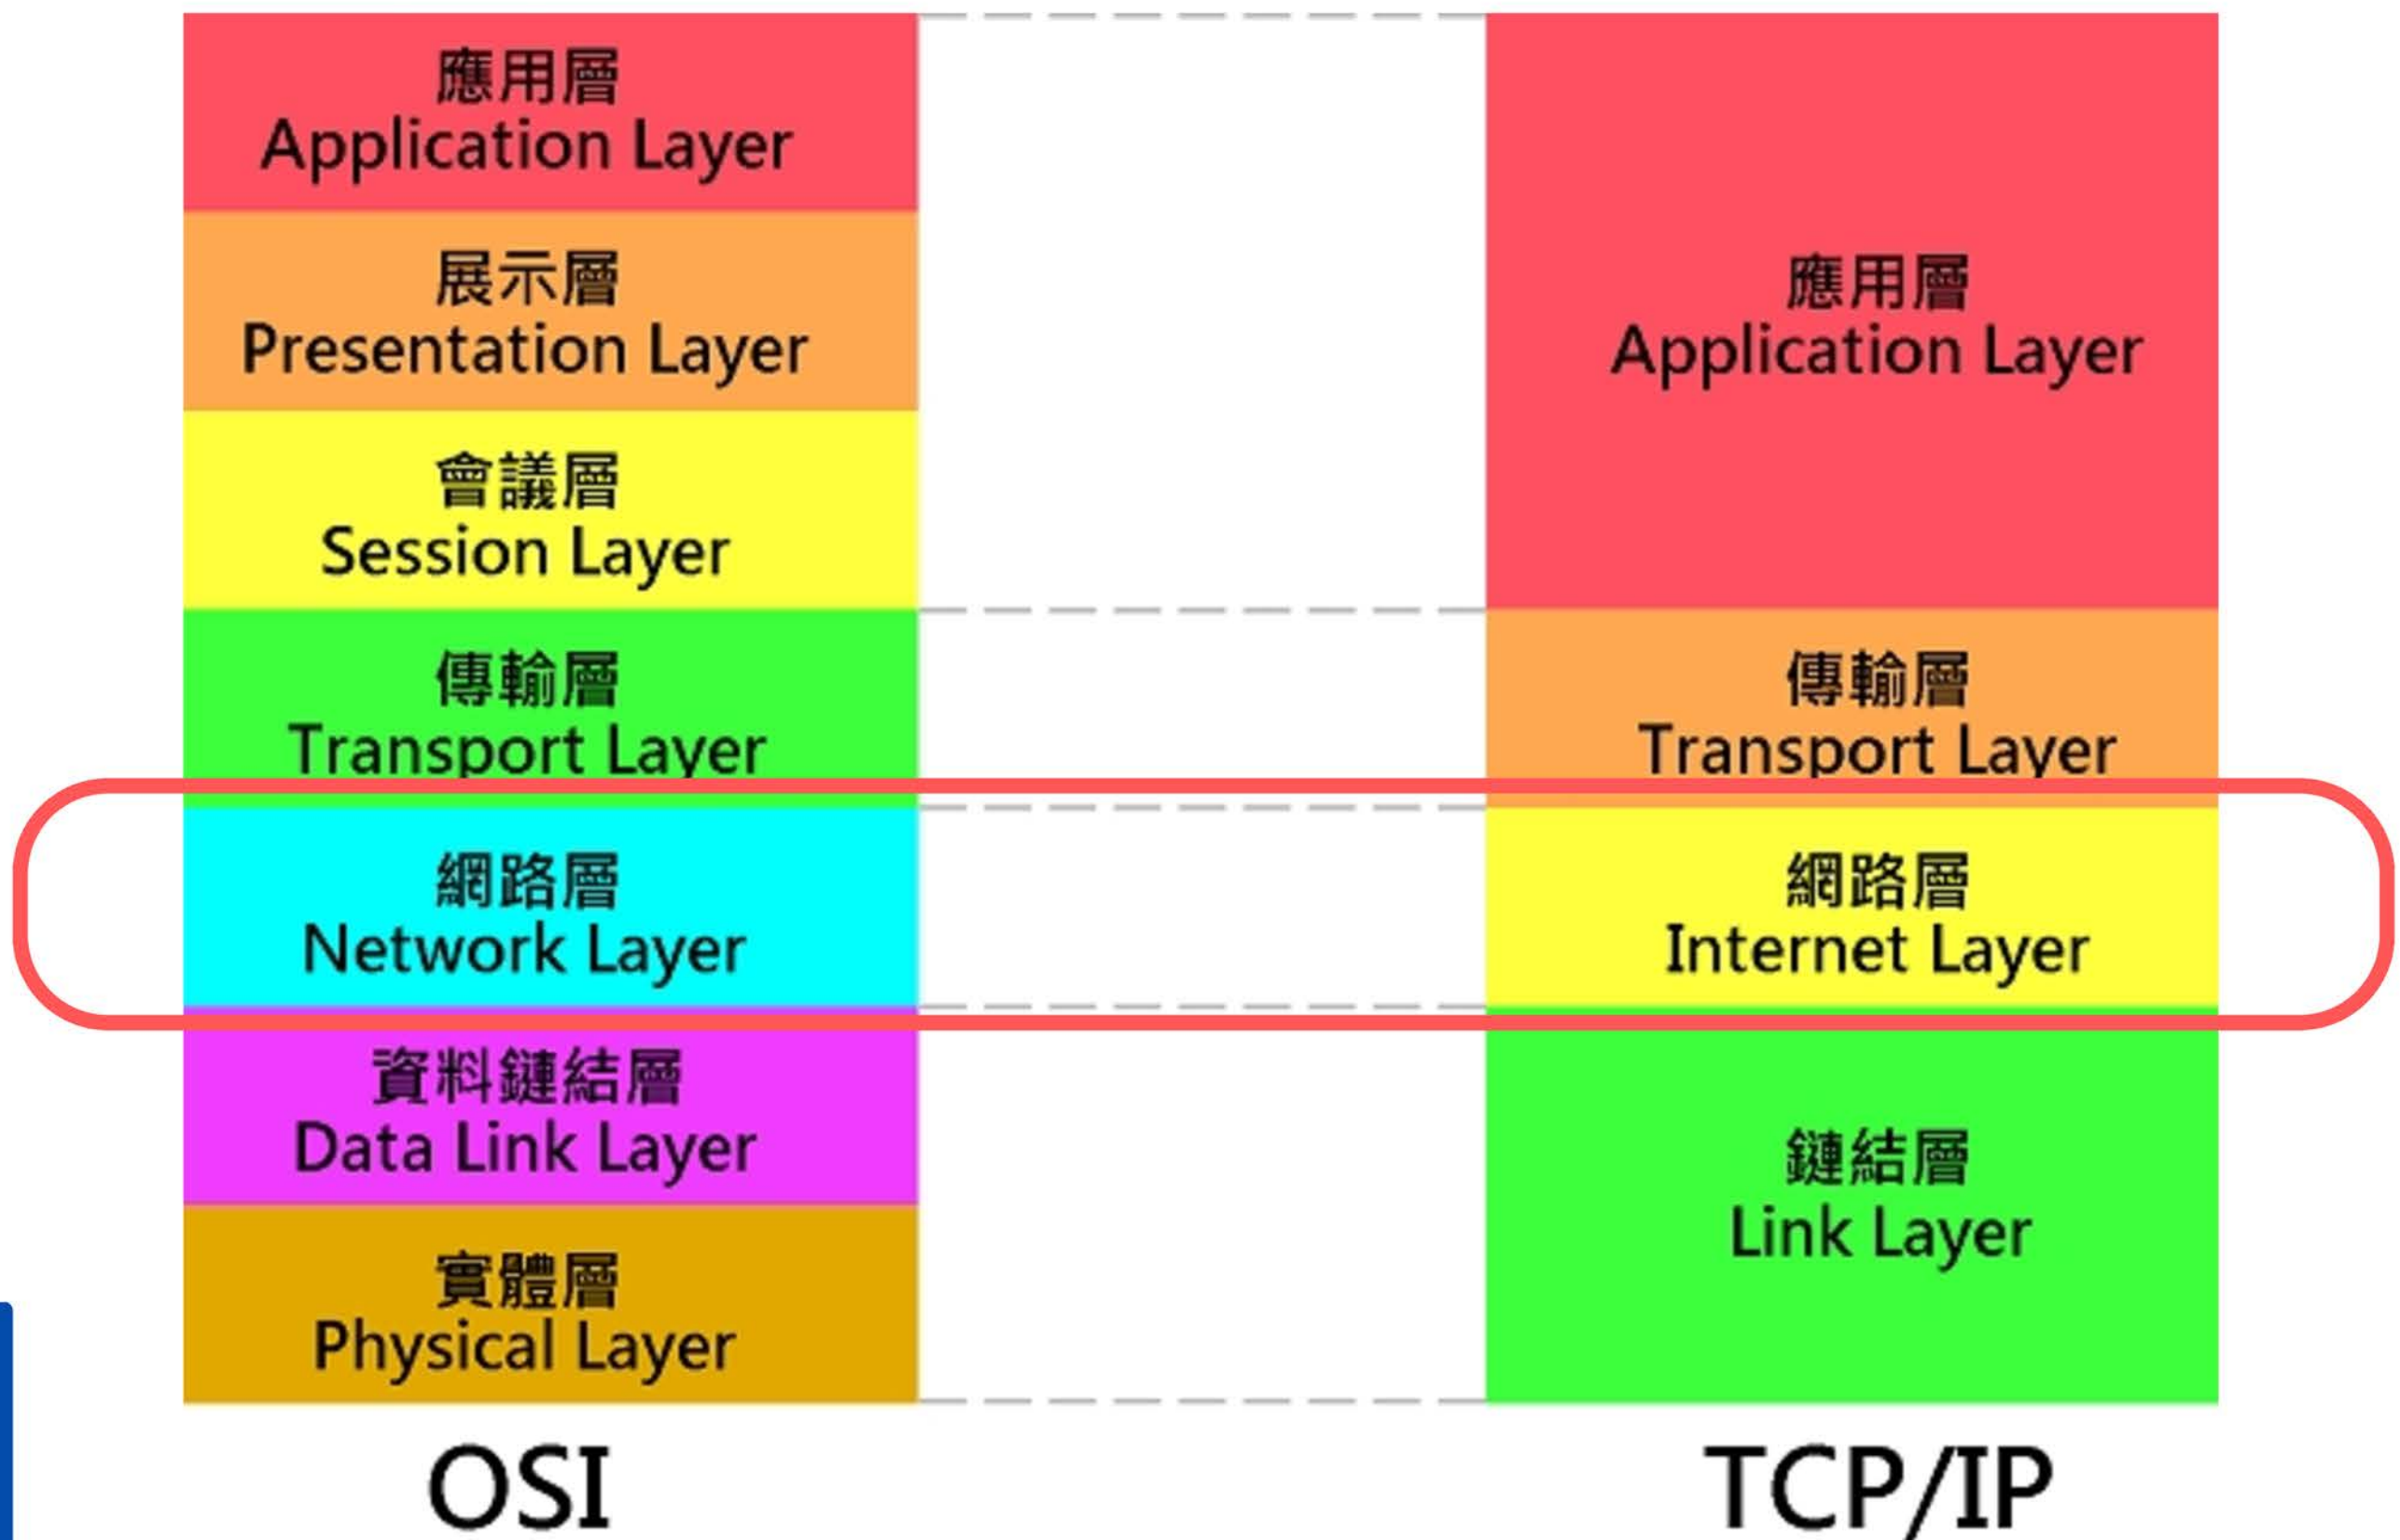 應用層
Application Layer
展示層
Presentation Layer
會議層
Session Layer
傳輸層
Transport Layer
網路層
Network Layer
資料鏈結層
Data Link Layer
實體層
Physical Layer
OSI
應用層
Application Layer
傳輸層
Transport Layer
網路層
Internet Layer
鏈結層
Link Layer
TCP/IP